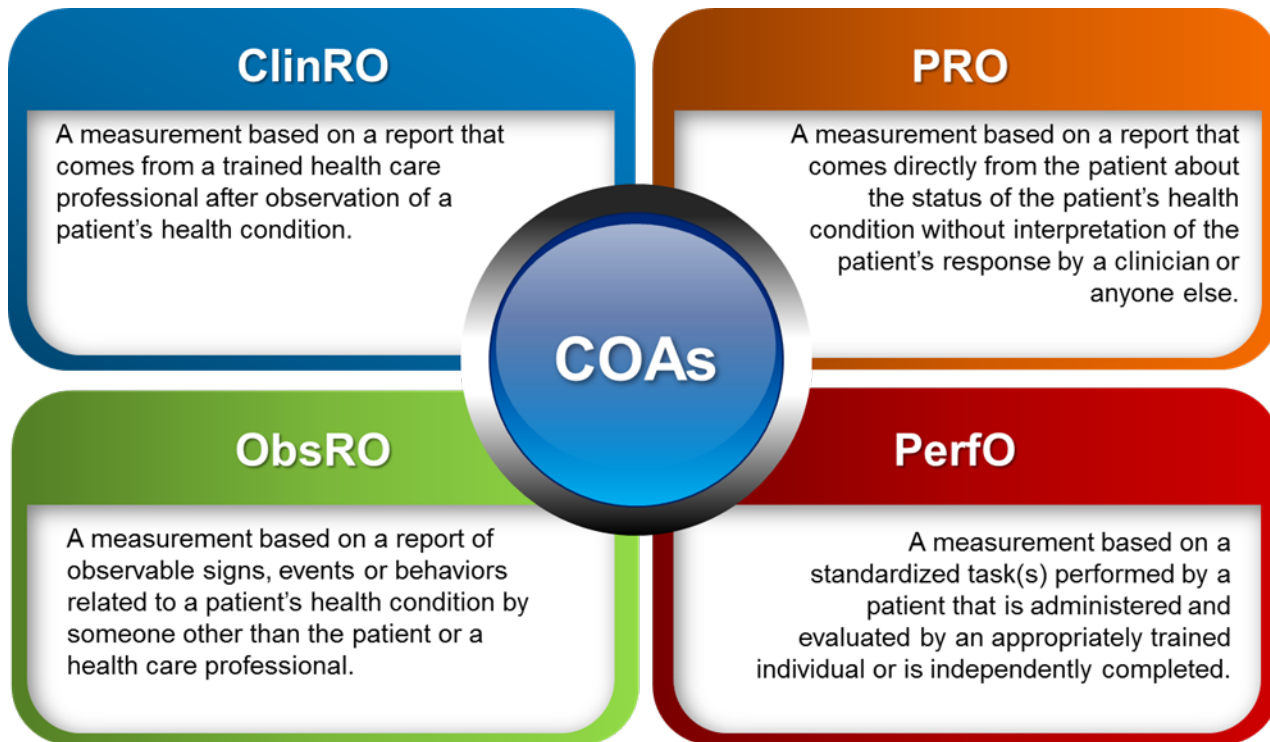 ClinRO
A measurement based on a report that
comes from a trained health care
professional after observation of a
patient's health condition.
PRO
A measurement based on a report that
comes directly from the patient about
the status of the patient's health
condition without interpretation of the
patient's response by a clinician or
anyone else.
COAs
ObsRO
A measurement based on a report of
observable signs, events or behaviors
related to a patient's health condition by
someone other than the patient or a
health care professional.
PerfO
A measurement based on a
standardized task(s) performed by a
patient that is administered and
evaluated by an appropriately trained
individual or is independently completed.